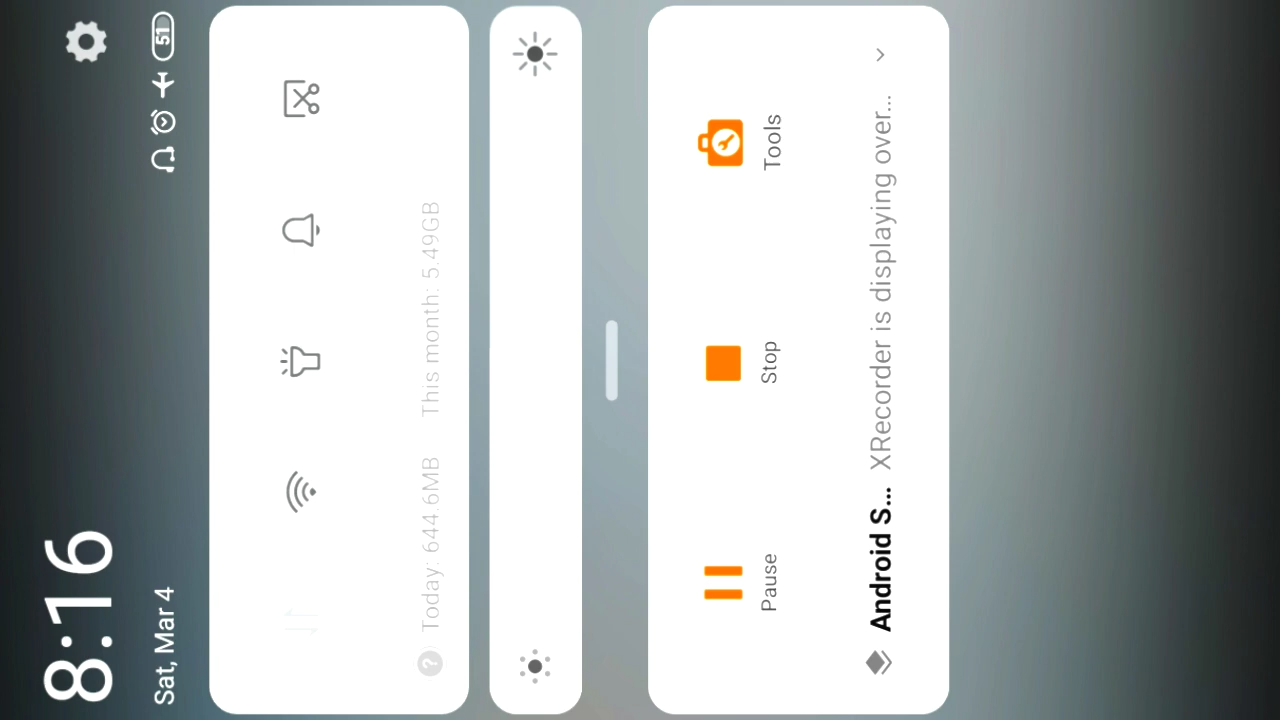 8:16
Sat, Mar 4
51
Today: 644.6MB This month: 5.49GB
Pause Stop Tools
Android S... XRecorder is displaying over...